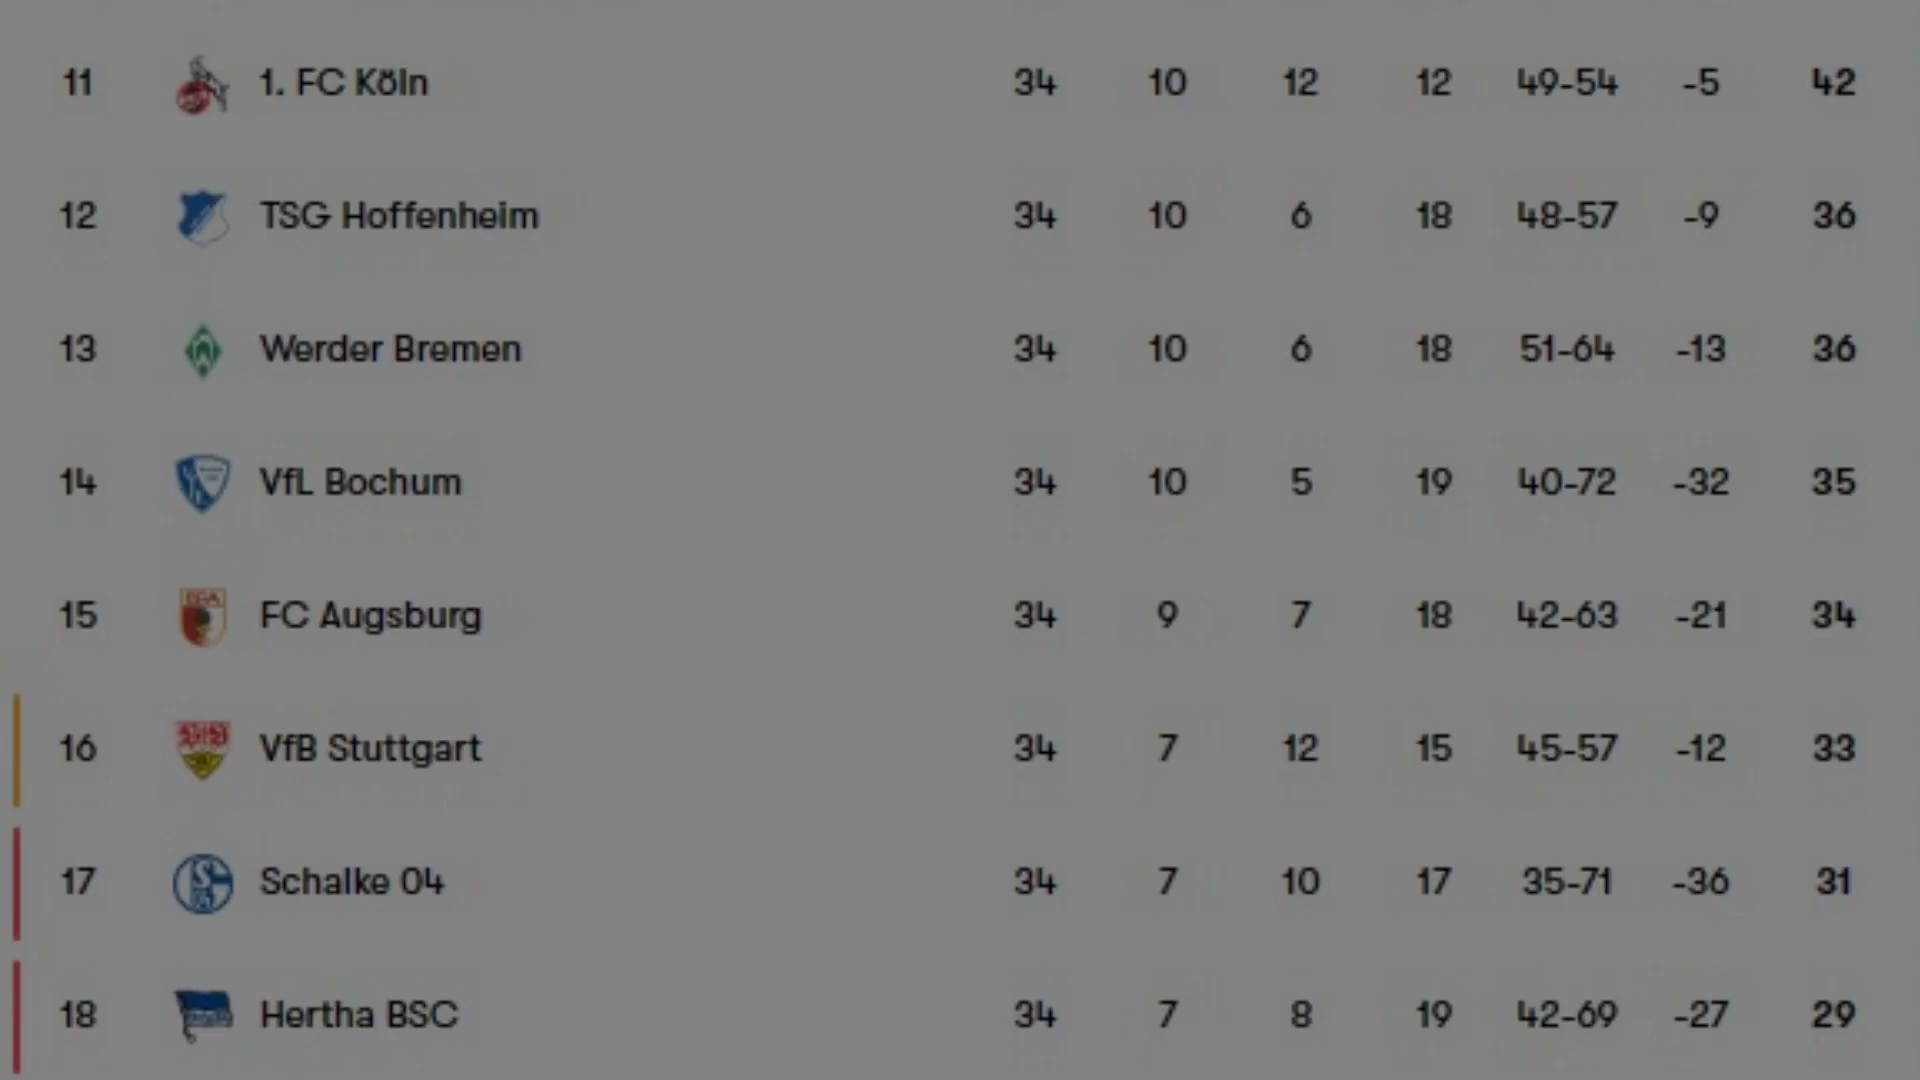 11 1. FC Köln 34 10 12 12 49-54 -5 42
12 TSG Hoffenheim 34 10 6 18 48-57 -9 36
13 Werder Bremen 34 10 6 18 51-64 -13 36
14 VfL Bochum 34 10 5 19 40-72 -32 35
15 FC Augsburg 34 9 7 18 42-63 -21 34
16 VfB Stuttgart 34 7 12 15 45-57 -12 33
17 Schalke 04 34 7 10 17 35-71 -36 31
18 Hertha BSC 34 7 8 19 42-69 -27 29